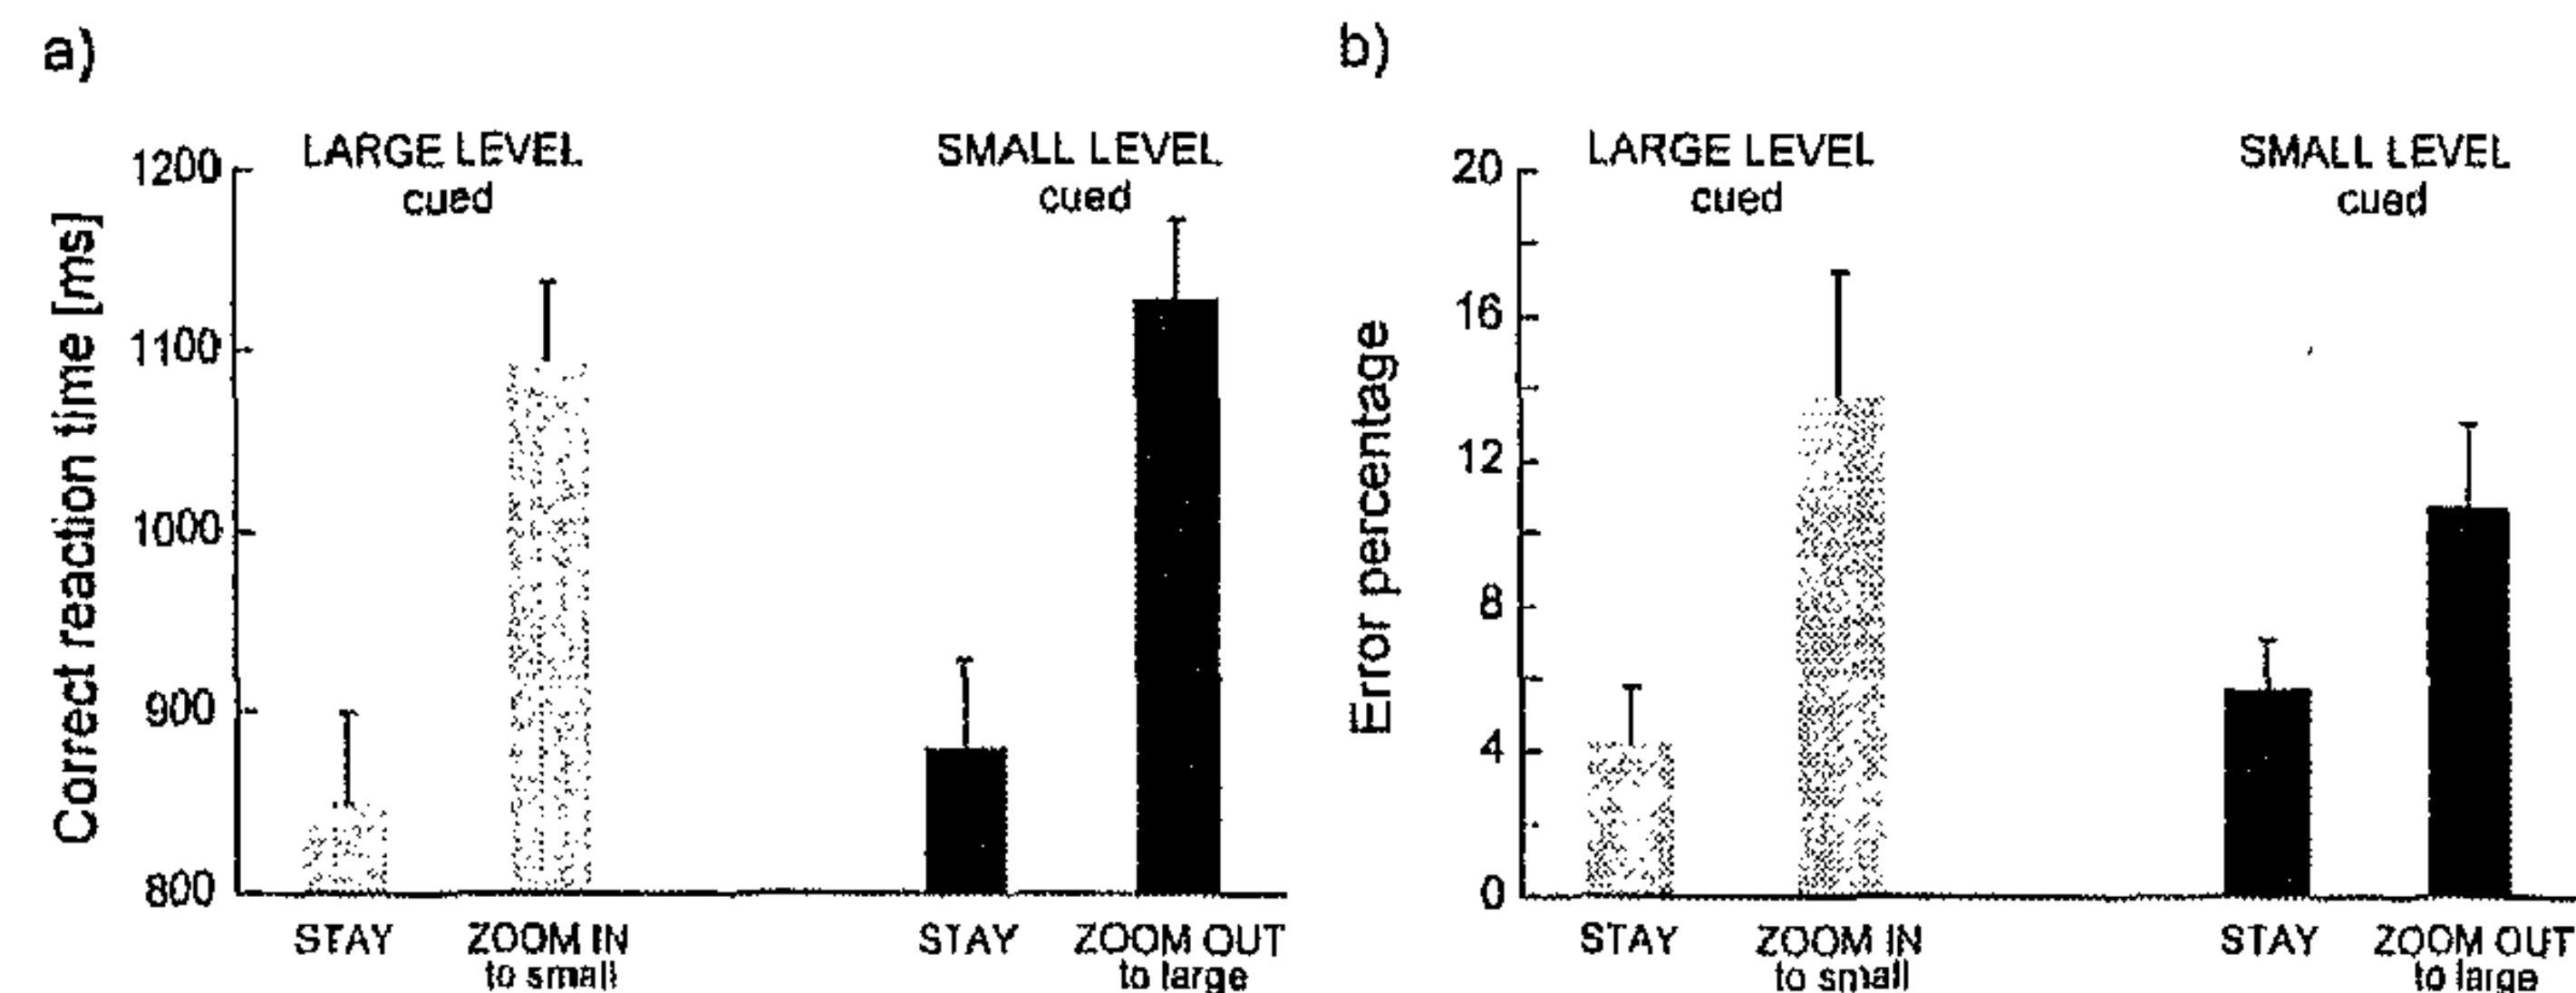 a)
LARGE LEVEL
cued
SMALL LEVEL
cued
Correct reaction time [ms]
1200
1100
1000
900
800
STAY
ZOOM IN
to small
STAY
ZOOM OUT
to large
b)
LARGE LEVEL
cued
SMALL LEVEL
cued
Error percentage
20
16
12
8
4
0
STAY
ZOOM IN
to small
STAY
ZOOM OUT
to large